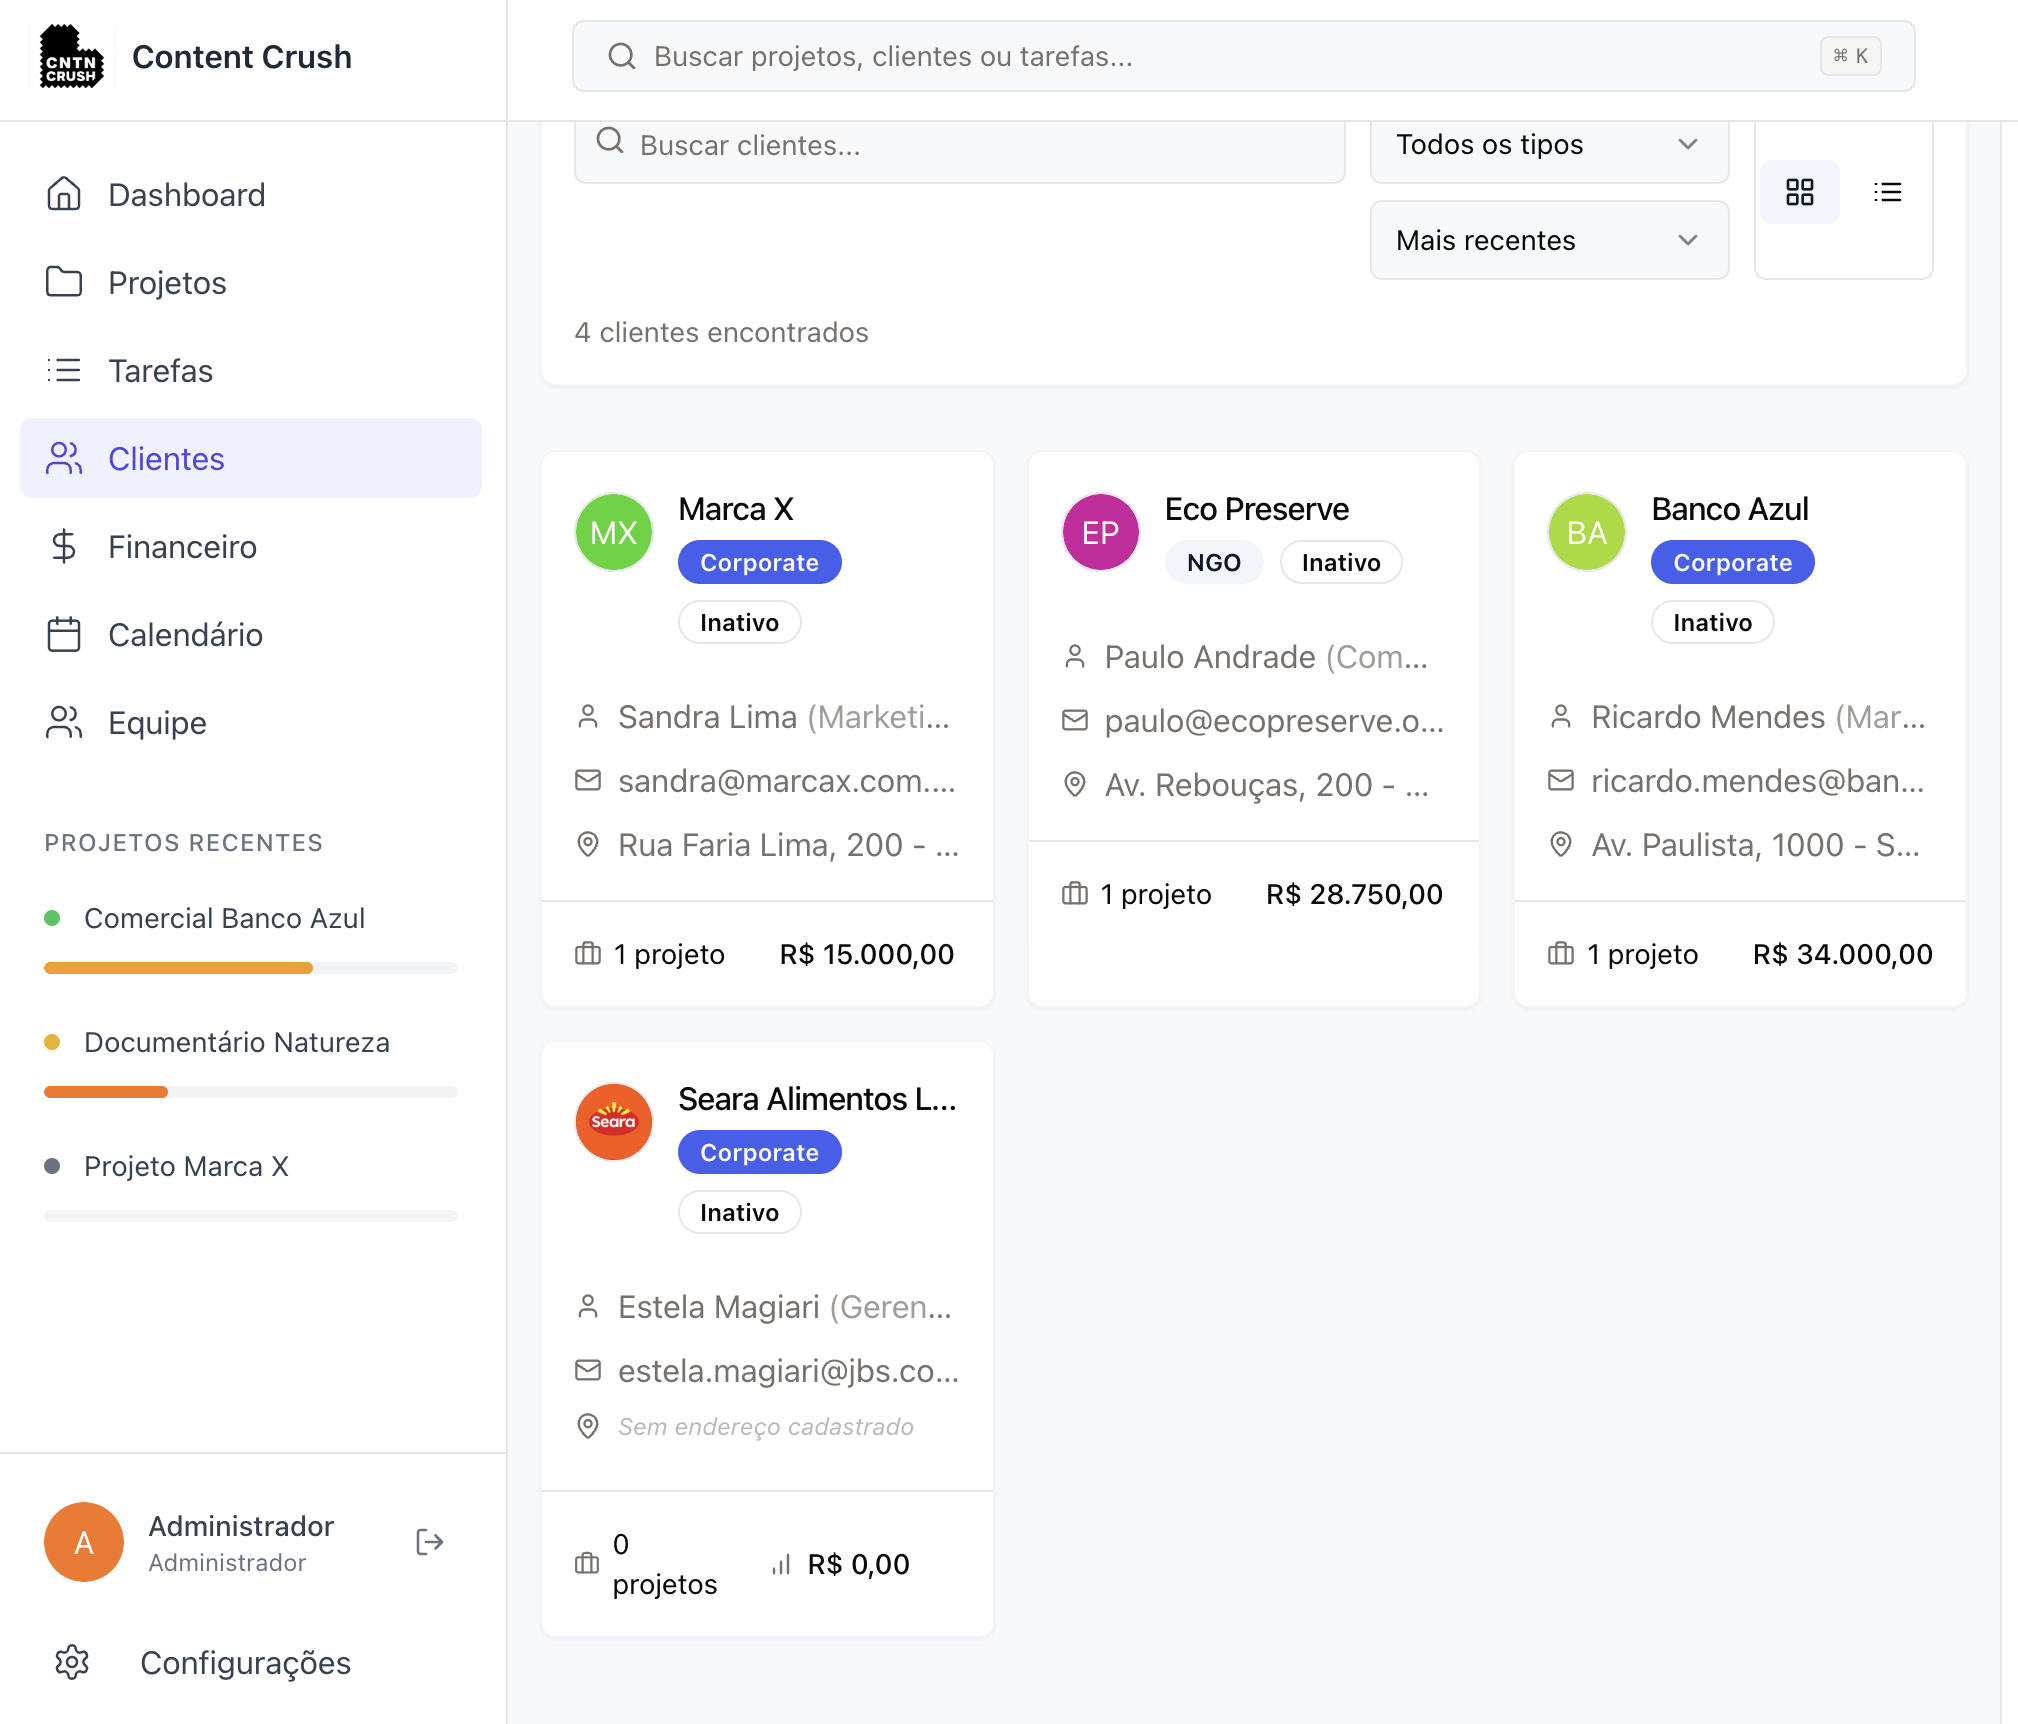 CNTN
CRUSH
Content Crush
Buscar projetos, clientes ou tarefas...
⌘ K
Dashboard
Projetos
Tarefas
Clientes
Financeiro
Calendário
Equipe
PROJETOS RECENTES
Comercial Banco Azul
Documentário Natureza
Projeto Marca X
A
Administrador
Administrador
Configurações
Buscar clientes...
Todos os tipos
Mais recentes
4 clientes encontrados
MX
Marca X
Corporate
Inativo
Sandra Lima (Marketi...
sandra@marcax.com....
Rua Faria Lima, 200 - ...
1 projeto
R$ 15.000,00
EP
Eco Preserve
NGO
Inativo
Paulo Andrade (Com...
paulo@ecopreserve.o...
Av. Rebouças, 200 - ...
1 projeto
R$ 28.750,00
BA
Banco Azul
Corporate
Inativo
Ricardo Mendes (Mar...
ricardo.mendes@ban...
Av. Paulista, 1000 - S...
1 projeto
R$ 34.000,00
Seara
Seara Alimentos L...
Corporate
Inativo
Estela Magiari (Geren...
estela.magiari@jbs.co...
Sem endereço cadastrado
0
projetos
R$ 0,00